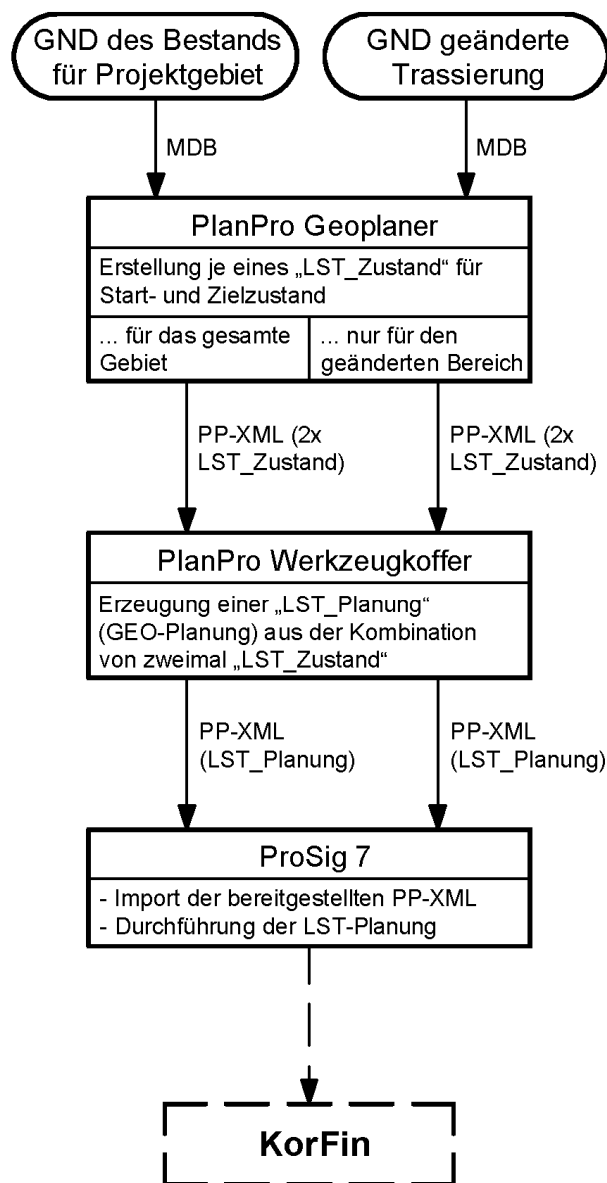 GND des Bestands
für Projektgebiet
GND geänderte
Trassierung
MDB
MDB
PlanPro Geoplaner
Erstellung je eines „LST_Zustand“ für
Start- und Zielzustand
... für das gesamte
Gebiet
... nur für den
geänderten Bereich
PP-XML (2x
LST_Zustand)
PP-XML (2x
LST_Zustand)
PlanPro Werkzeugkoffer
Erzeugung einer „LST_Planung“
(GEO-Planung) aus der Kombination
von zweimal „LST_Zustand“
PP-XML
(LST_Planung)
PP-XML
(LST_Planung)
ProSig 7
- Import der bereitgestellten PP-XML
- Durchführung der LST-Planung
KorFin